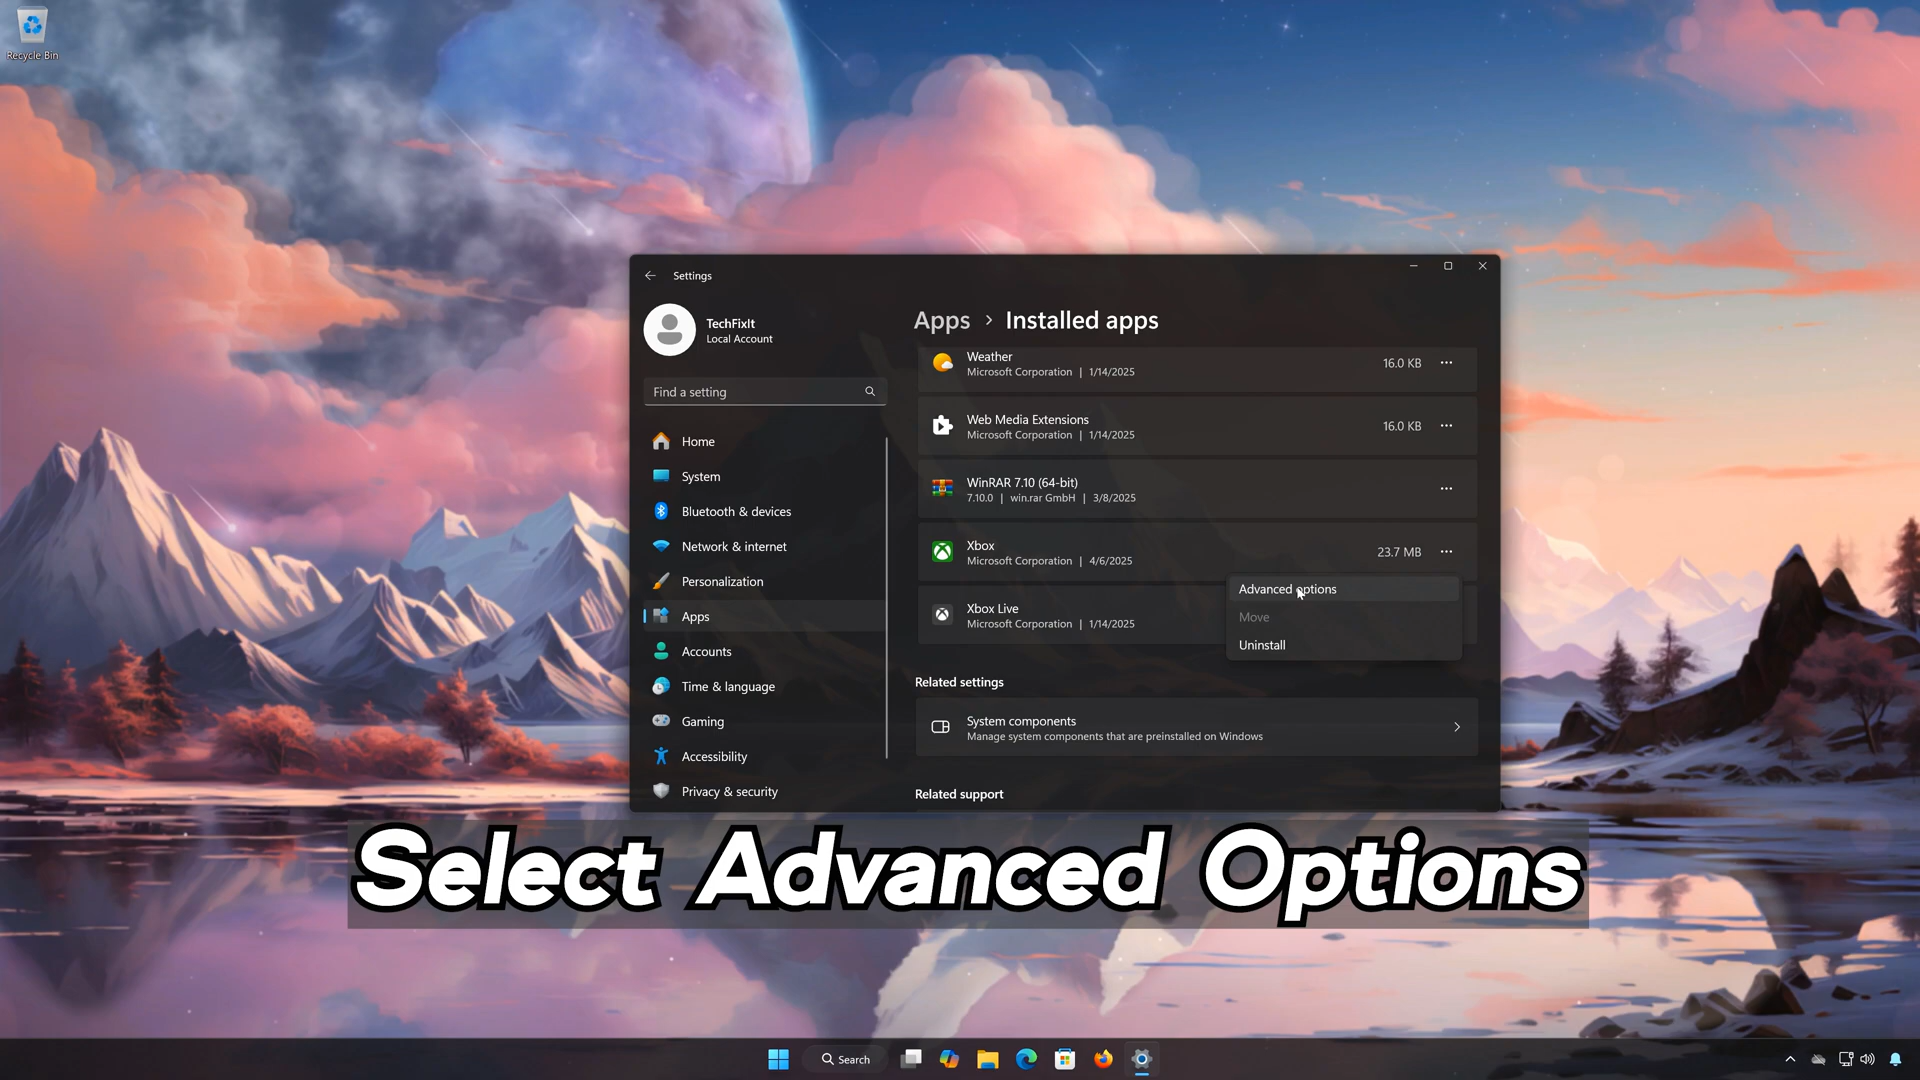 Recycle Bin
Settings
TechFixIt
Local Account
Find a setting
Home
System
Bluetooth & devices
Network & internet
Personalization
Apps
Accounts
Time & language
Gaming
Accessibility
Privacy & security
Apps > Installed apps
Weather
Microsoft Corporation | 1/14/2025
16.0 KB
Web Media Extensions
Microsoft Corporation | 1/14/2025
16.0 KB
WinRAR 7.10 (64-bit)
7.10.0 | win.rar GmbH | 3/8/2025
Xbox
Microsoft Corporation | 4/6/2025
23.7 MB
Advanced options
Move
Uninstall
Xbox Live
Microsoft Corporation | 1/14/2025
Related settings
System components
Manage system components that are preinstalled on Windows
Related support
Select Advanced Options
Search